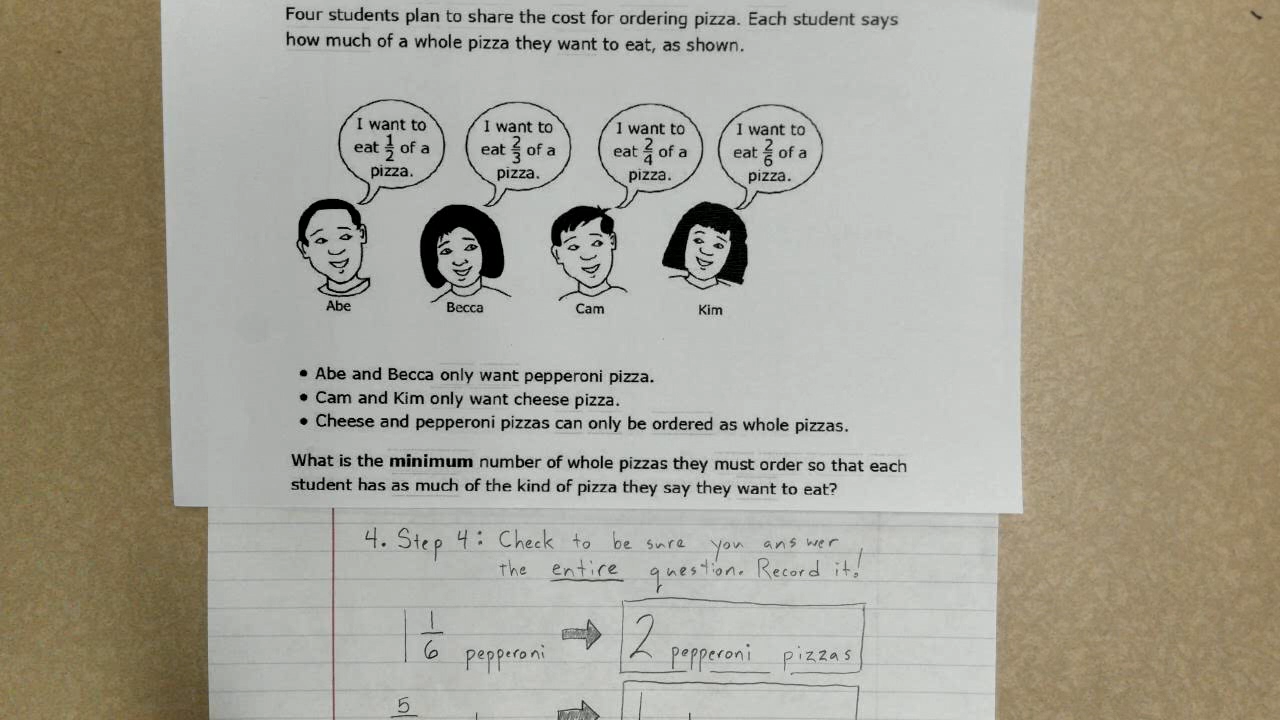 Four students plan to share the cost for ordering pizza. Each student says
how much of a whole pizza they want to eat, as shown.
I want to
eat 1/2 of a
pizza.
I want to
eat 2/3 of a
pizza.
I want to
eat 2/4 of a
pizza.
I want to
eat 2/6 of a
pizza.
Abe
Becca
Cam
Kim
• Abe and Becca only want pepperoni pizza.
• Cam and Kim only want cheese pizza.
• Cheese and pepperoni pizzas can only be ordered as whole pizzas.
What is the minimum number of whole pizzas they must order so that each
student has as much of the kind of pizza they say they want to eat?
4. Step 4: Check to be sure you answer
the entire question. Record it!
1 1/6 pepperoni
2 pepperoni pizzas
5